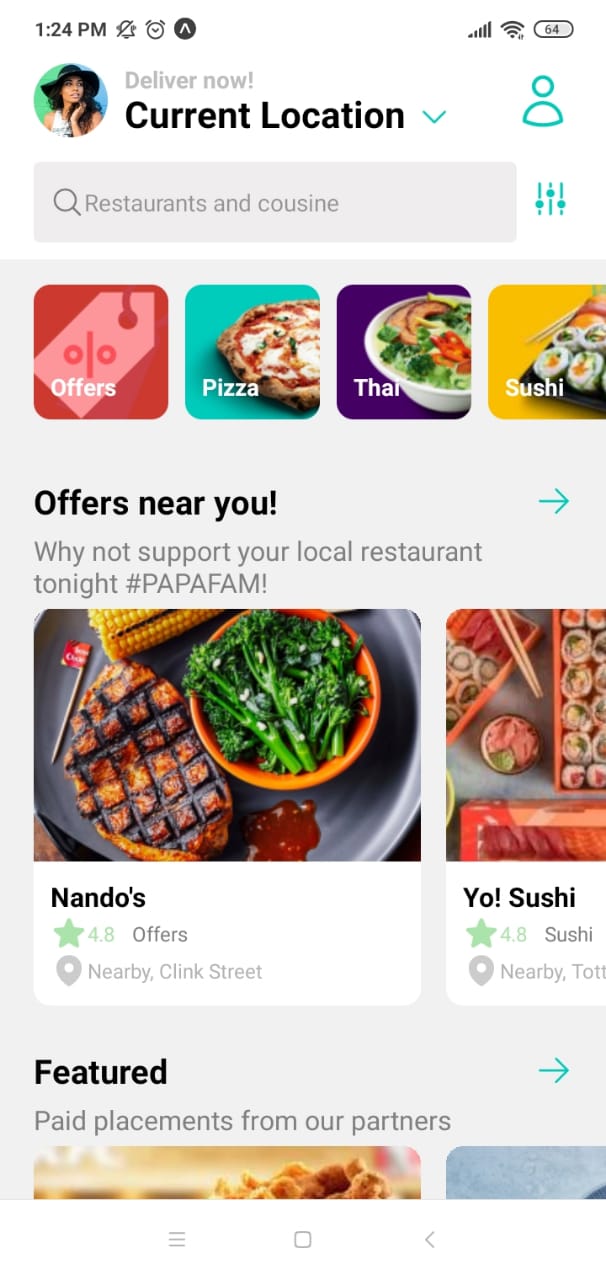 1:24 PM
64
Deliver now!
Current Location
Restaurants and cousine
Offers
Pizza
Thai
Sushi
Offers near you!
Why not support your local restaurant
tonight #PAPAFAM!
Nando's
4.8 Offers
Nearby, Clink Street
Yo! Sushi
4.8 Sushi
Nearby, Tott
Featured
Paid placements from our partners